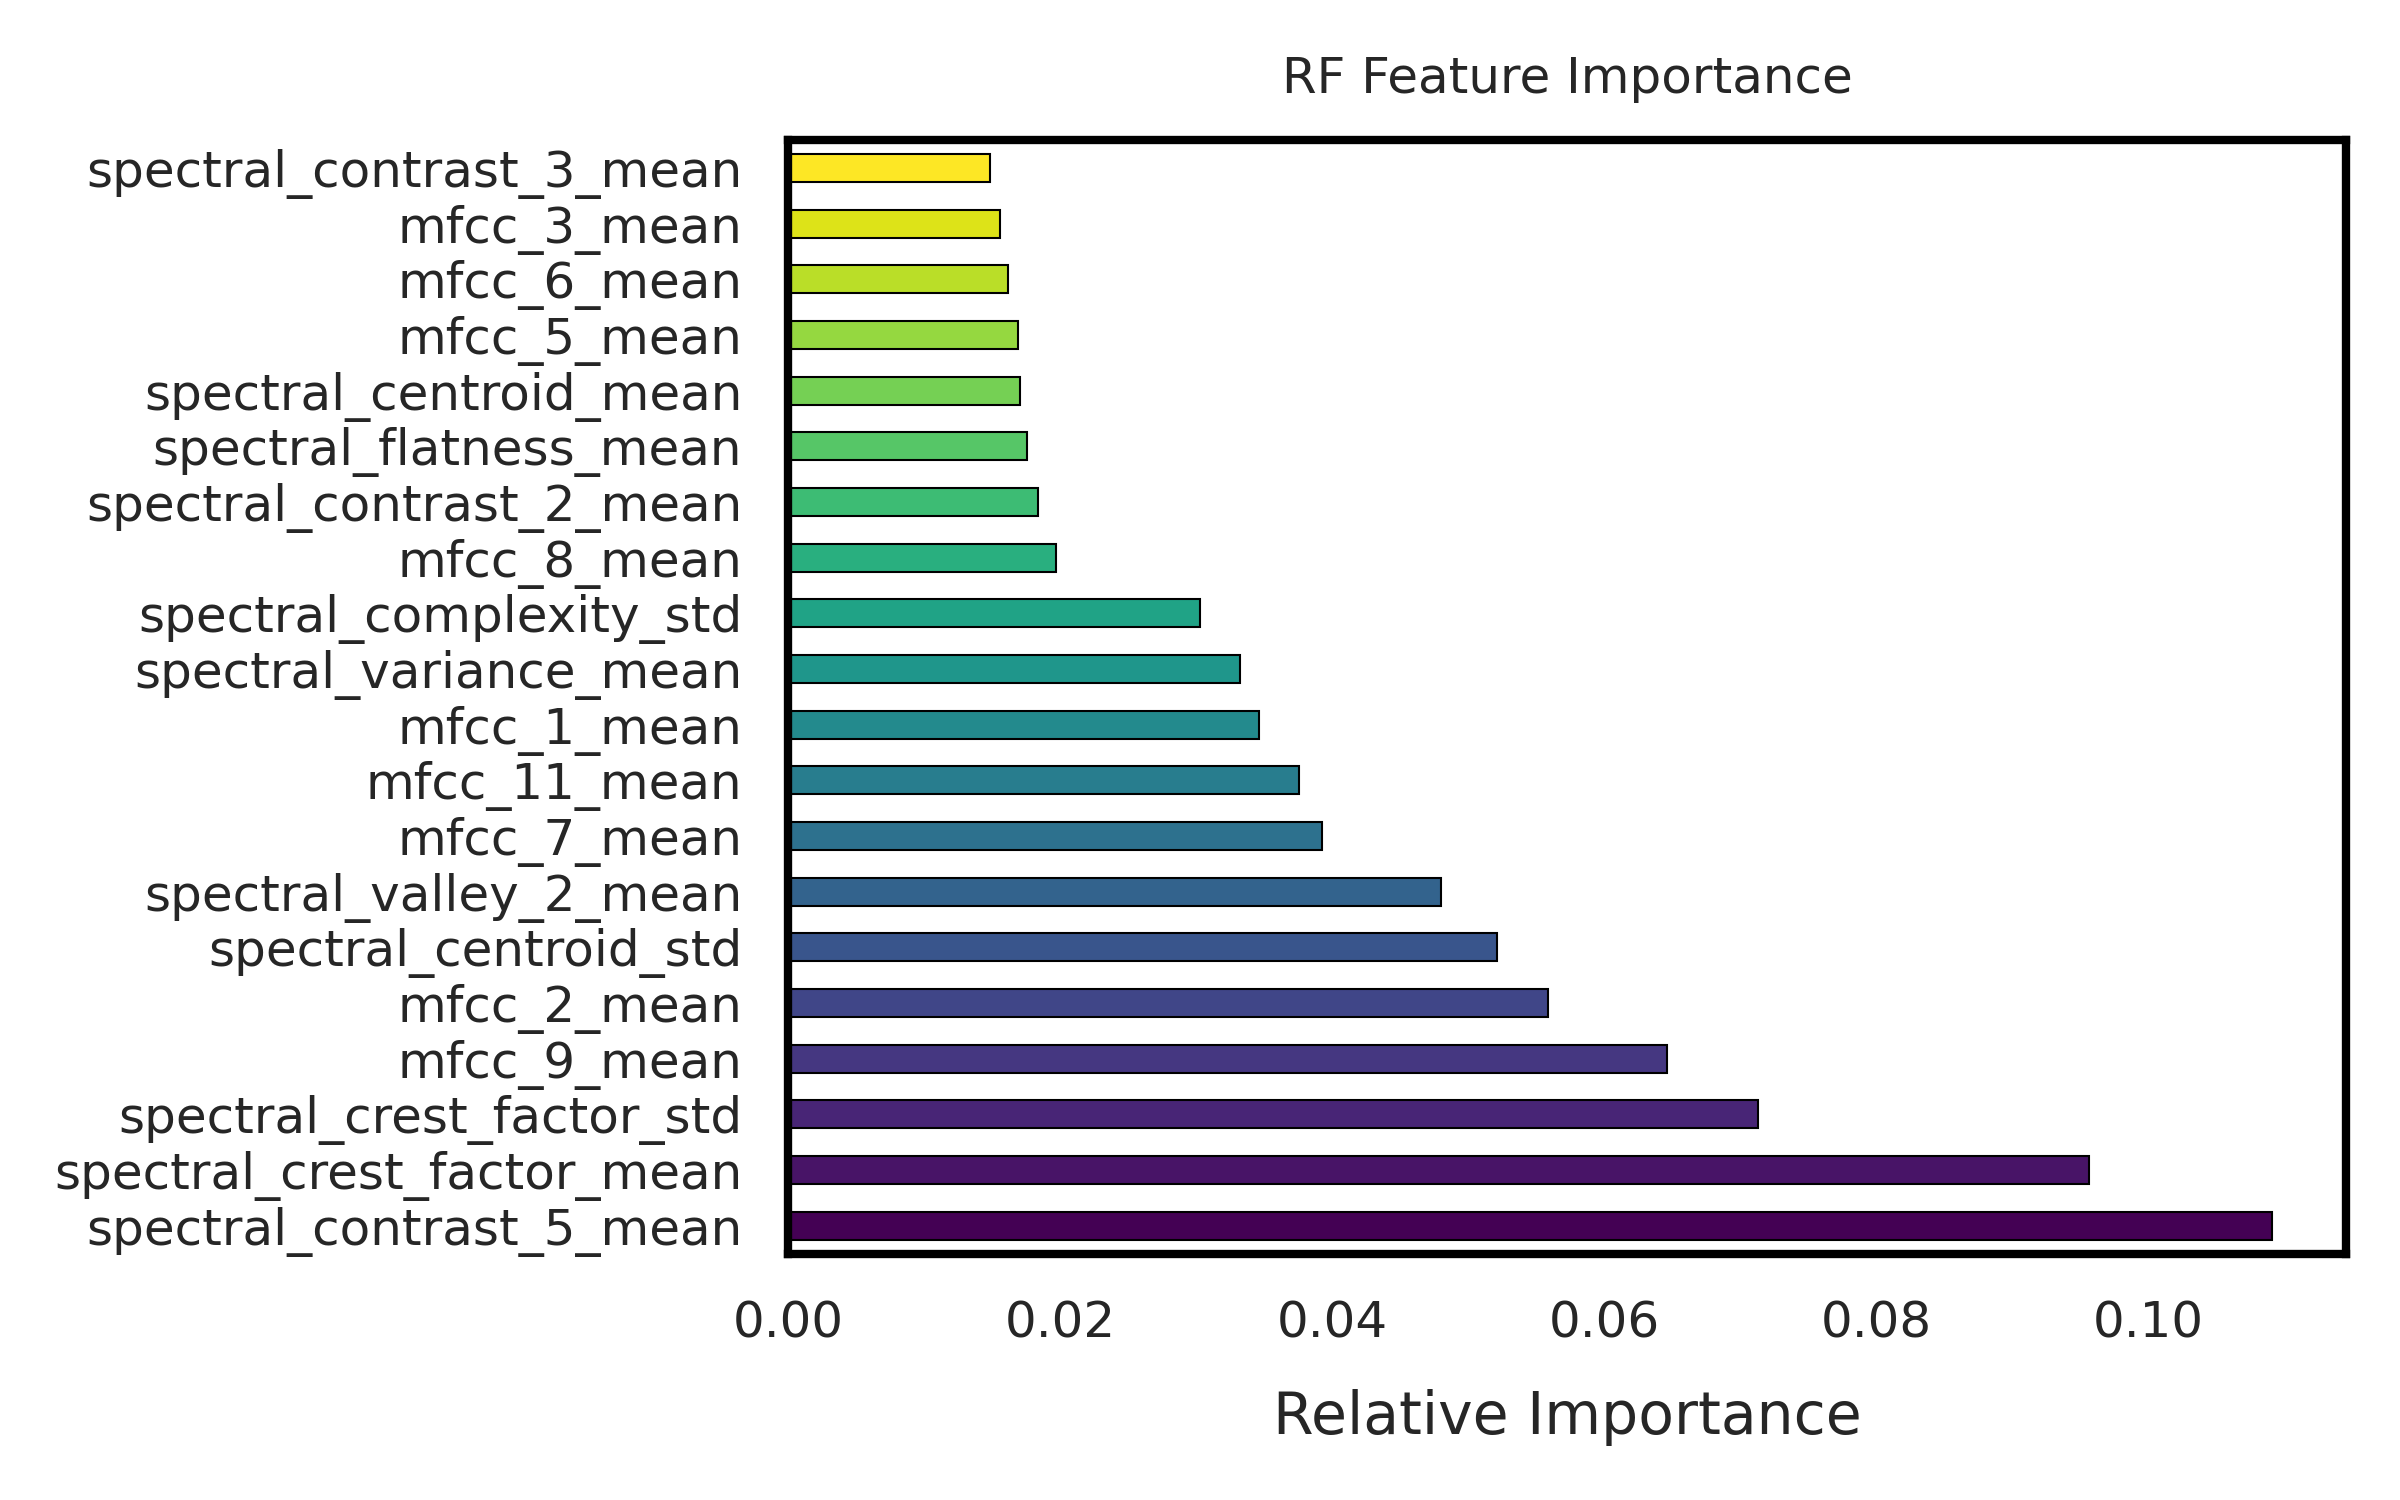 RF Feature Importance
spectral_contrast_3_mean
mfcc_3_mean
mfcc_6_mean
mfcc_5_mean
spectral_centroid_mean
spectral_flatness_mean
spectral_contrast_2_mean
mfcc_8_mean
spectral_complexity_std
spectral_variance_mean
mfcc_1_mean
mfcc_11_mean
mfcc_7_mean
spectral_valley_2_mean
spectral_centroid_std
mfcc_2_mean
mfcc_9_mean
spectral_crest_factor_std
spectral_crest_factor_mean
spectral_contrast_5_mean
0.00 0.02 0.04 0.06 0.08 0.10
Relative Importance